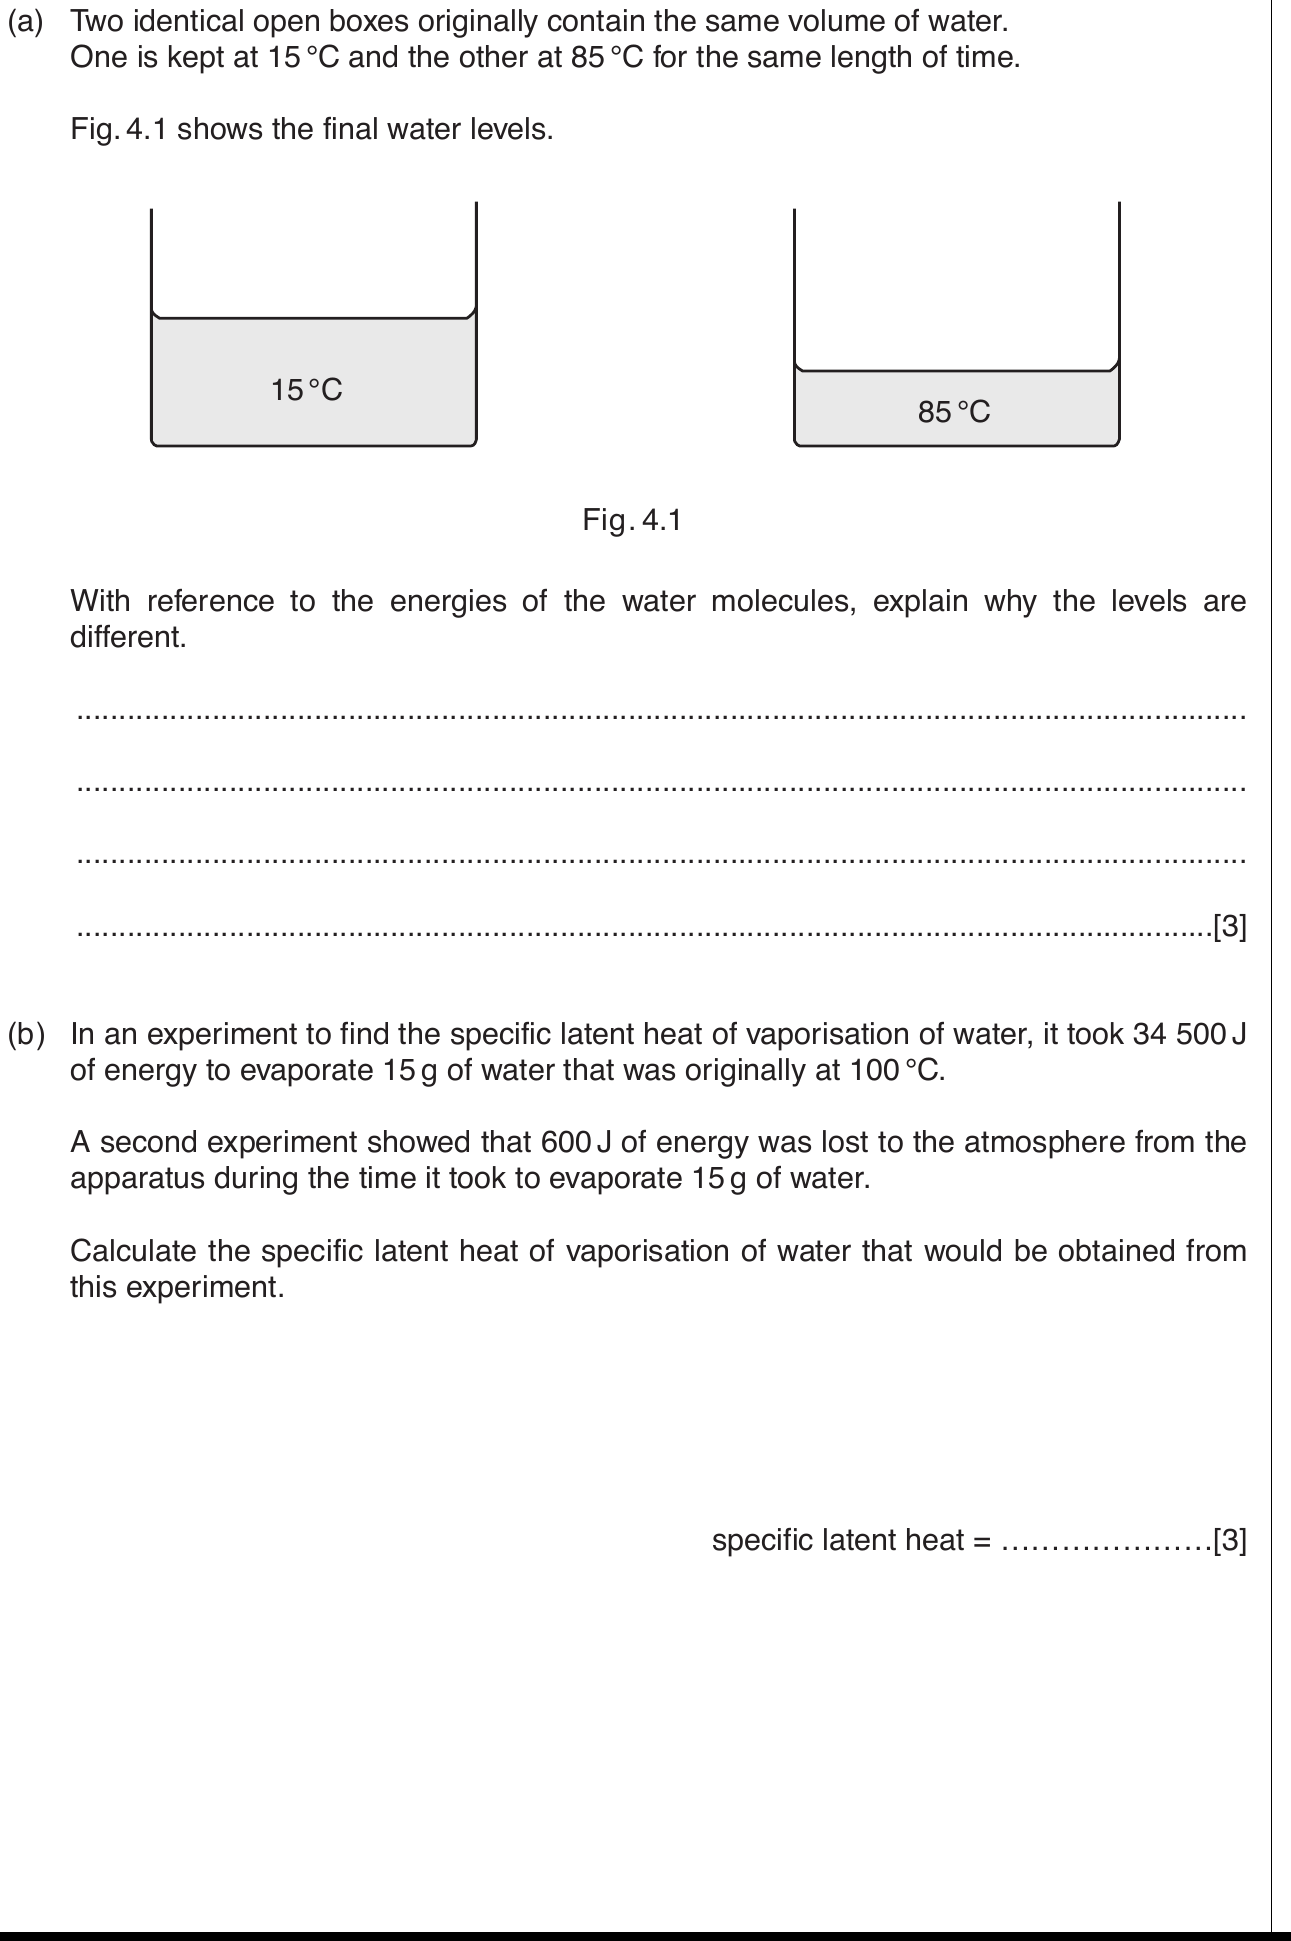 (a) Two identical open boxes originally contain the same volume of water.
One is kept at 15 °C and the other at 85 °C for the same length of time.
Fig. 4.1 shows the final water levels.
15 °C
85 °C
Fig. 4.1
With reference to the energies of the water molecules, explain why the levels are
different.
..........................................................................................
..........................................................................................
..........................................................................................
.......................................................................................[3]
(b) In an experiment to find the specific latent heat of vaporisation of water, it took 34 500 J
of energy to evaporate 15 g of water that was originally at 100 °C.
A second experiment showed that 600 J of energy was lost to the atmosphere from the
apparatus during the time it took to evaporate 15 g of water.
Calculate the specific latent heat of vaporisation of water that would be obtained from
this experiment.
specific latent heat = .....................[3]